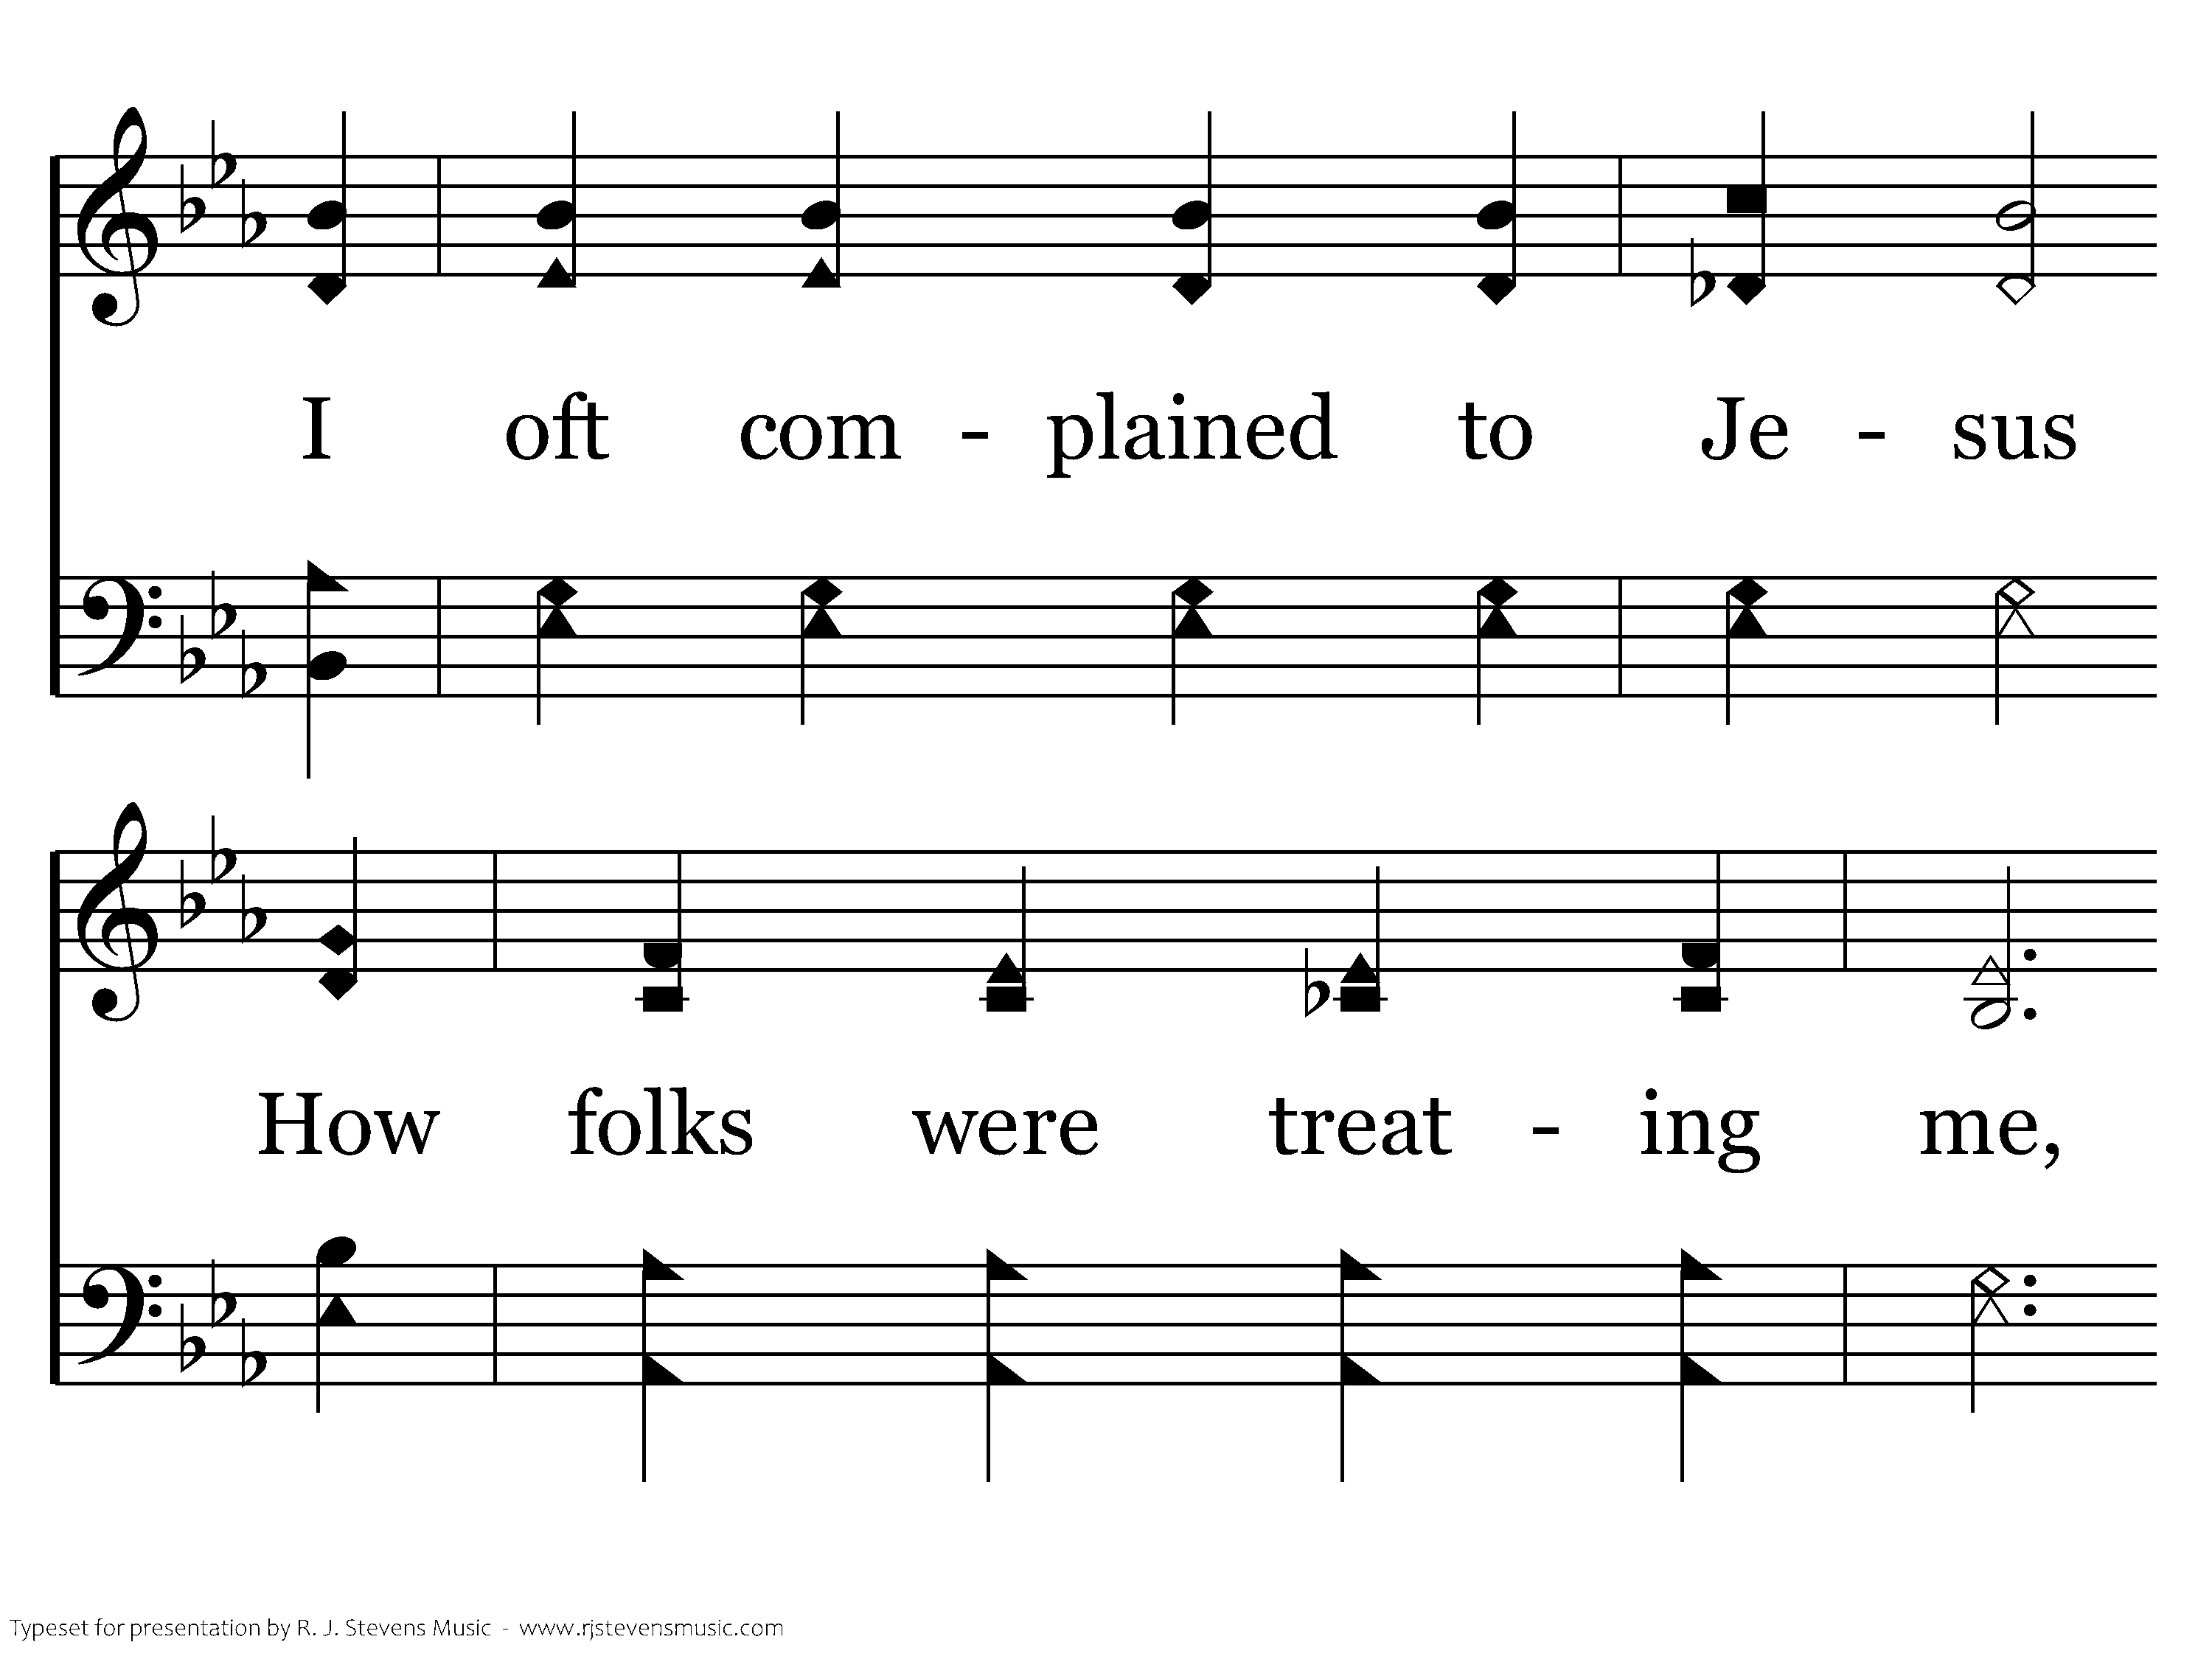 I oft com - plained to Je - sus
How folks were treat - ing me,
Typeset for presentation by R. J. Stevens Music - www.rjstevensmusic.com